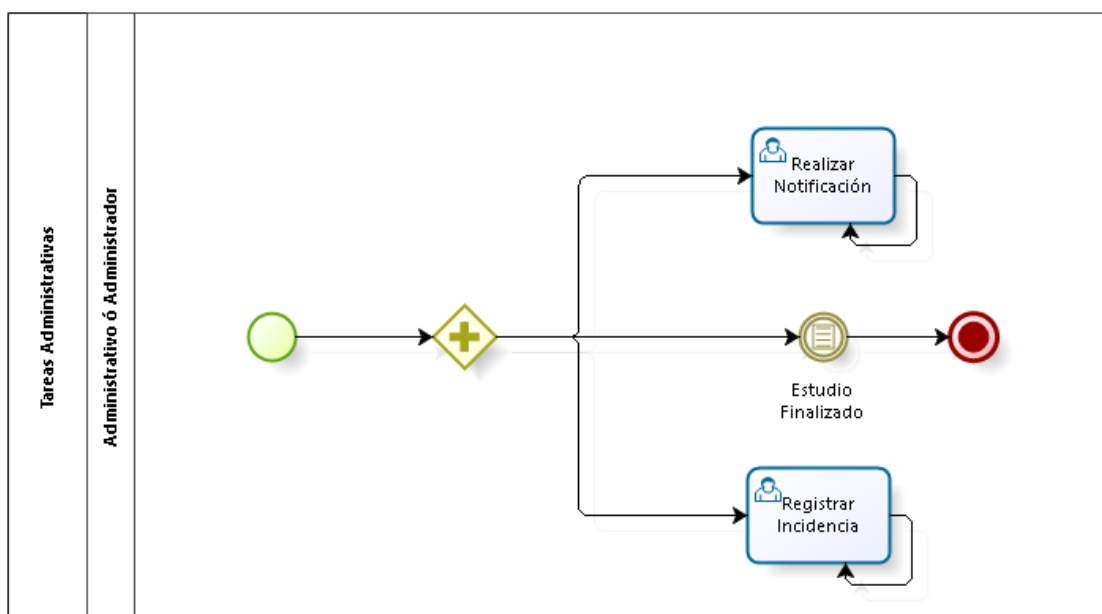 Tareas Administrativas
Administrativo ó Administrador
Realizar
Notificación
Estudio
Finalizado
Registrar
Incidencia